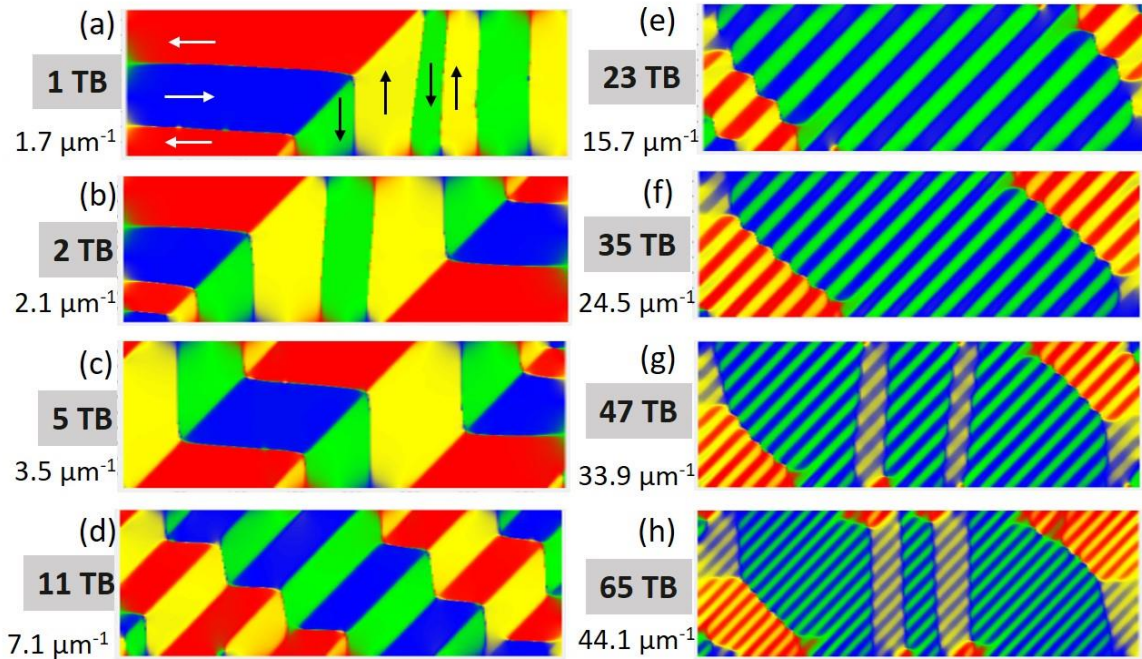 (a)
1 TB
1.7 µm⁻¹
(b)
2 TB
2.1 µm⁻¹
(c)
5 TB
3.5 µm⁻¹
(d)
11 TB
7.1 µm⁻¹
(e)
23 TB
15.7 µm⁻¹
(f)
35 TB
24.5 µm⁻¹
(g)
47 TB
33.9 µm⁻¹
(h)
65 TB
44.1 µm⁻¹